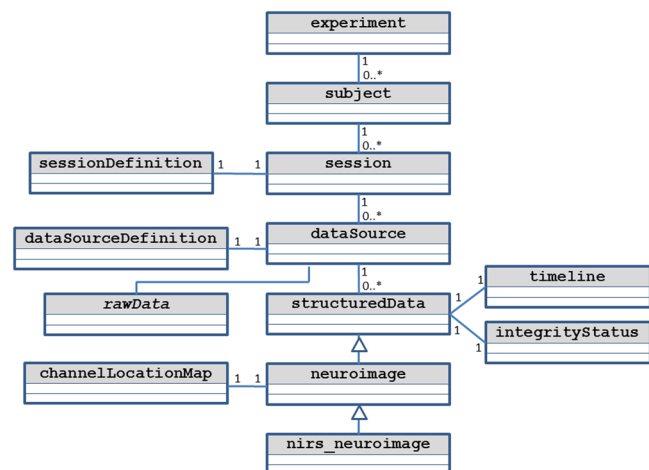 experiment
1
0..*
subject
1
0..*
sessionDefinition
1
1
session
1
0..*
dataSourceDefinition
1
1
dataSource
1
0..*
rawData
structuredData
1
1
timeline
1
1
integrityStatus
channelLocationMap
1
1
neuroimage
nirs_neuroimage